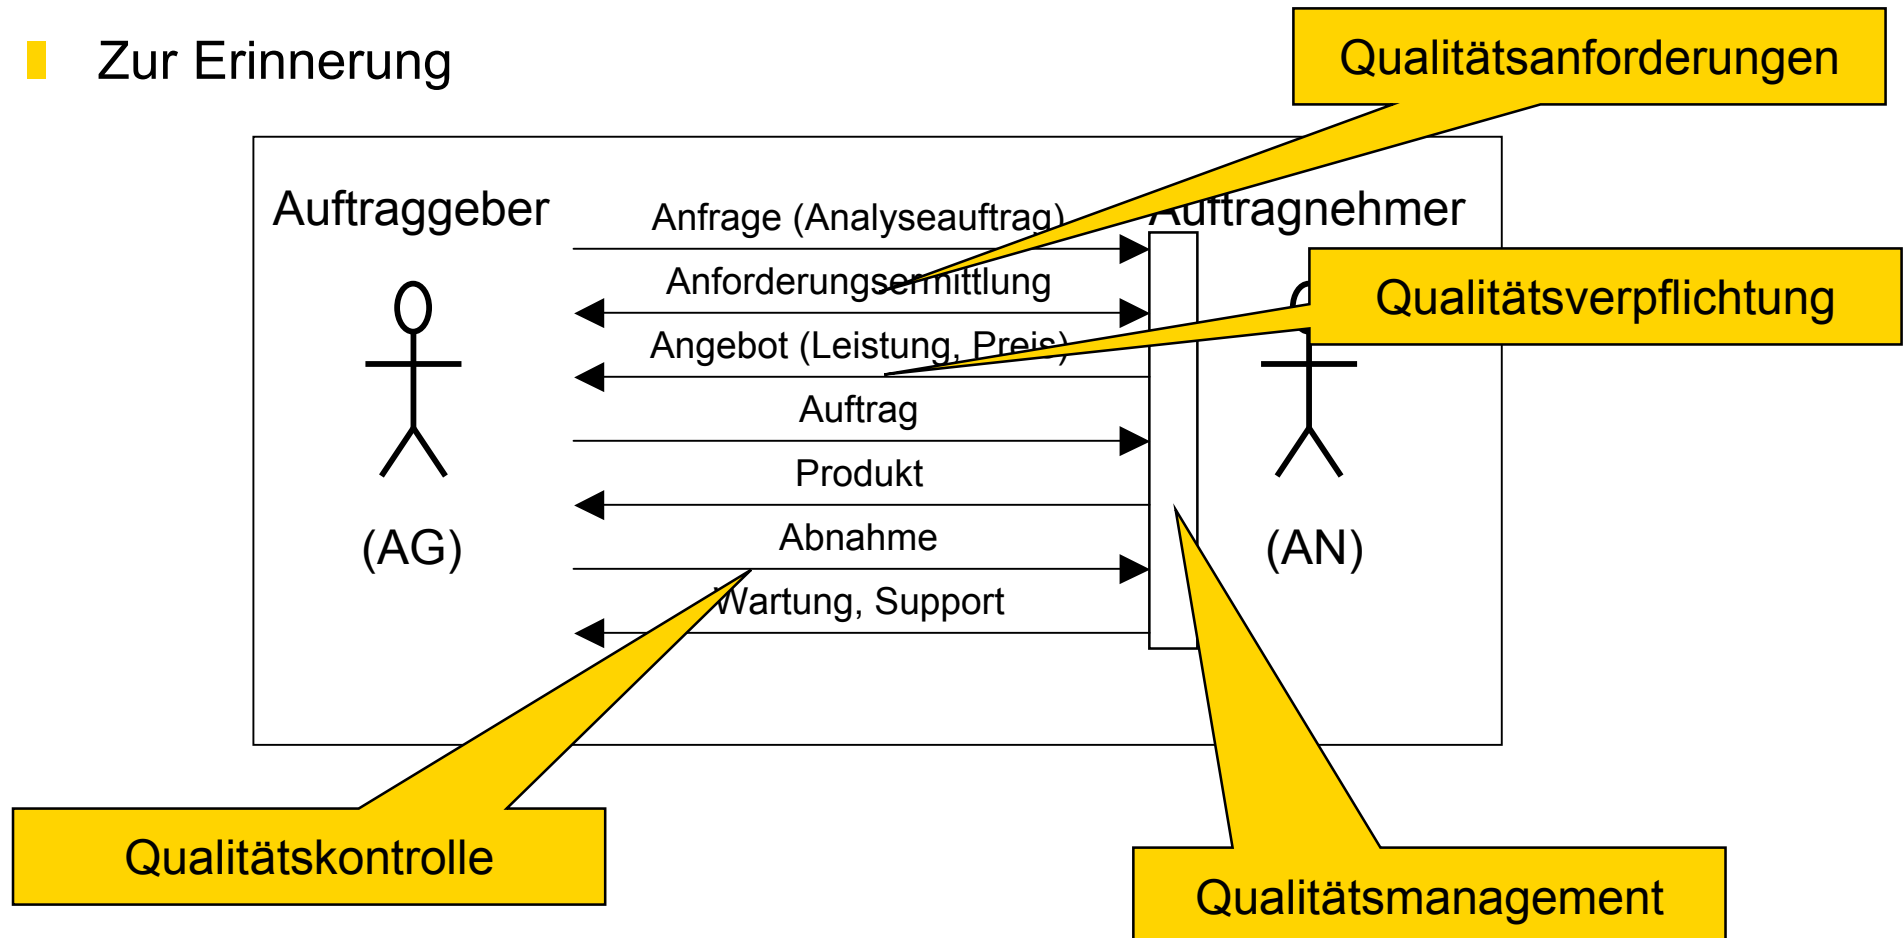 Zur Erinnerung
Qualitätsanforderungen
Auftraggeber
Anfrage (Analyseauftrag)
Auftragnehmer
Anforderungsermittlung
Qualitätsverpflichtung
Angebot (Leistung, Preis)
Auftrag
Produkt
(AG)
Abnahme
(AN)
Wartung, Support
Qualitätskontrolle
Qualitätsmanagement